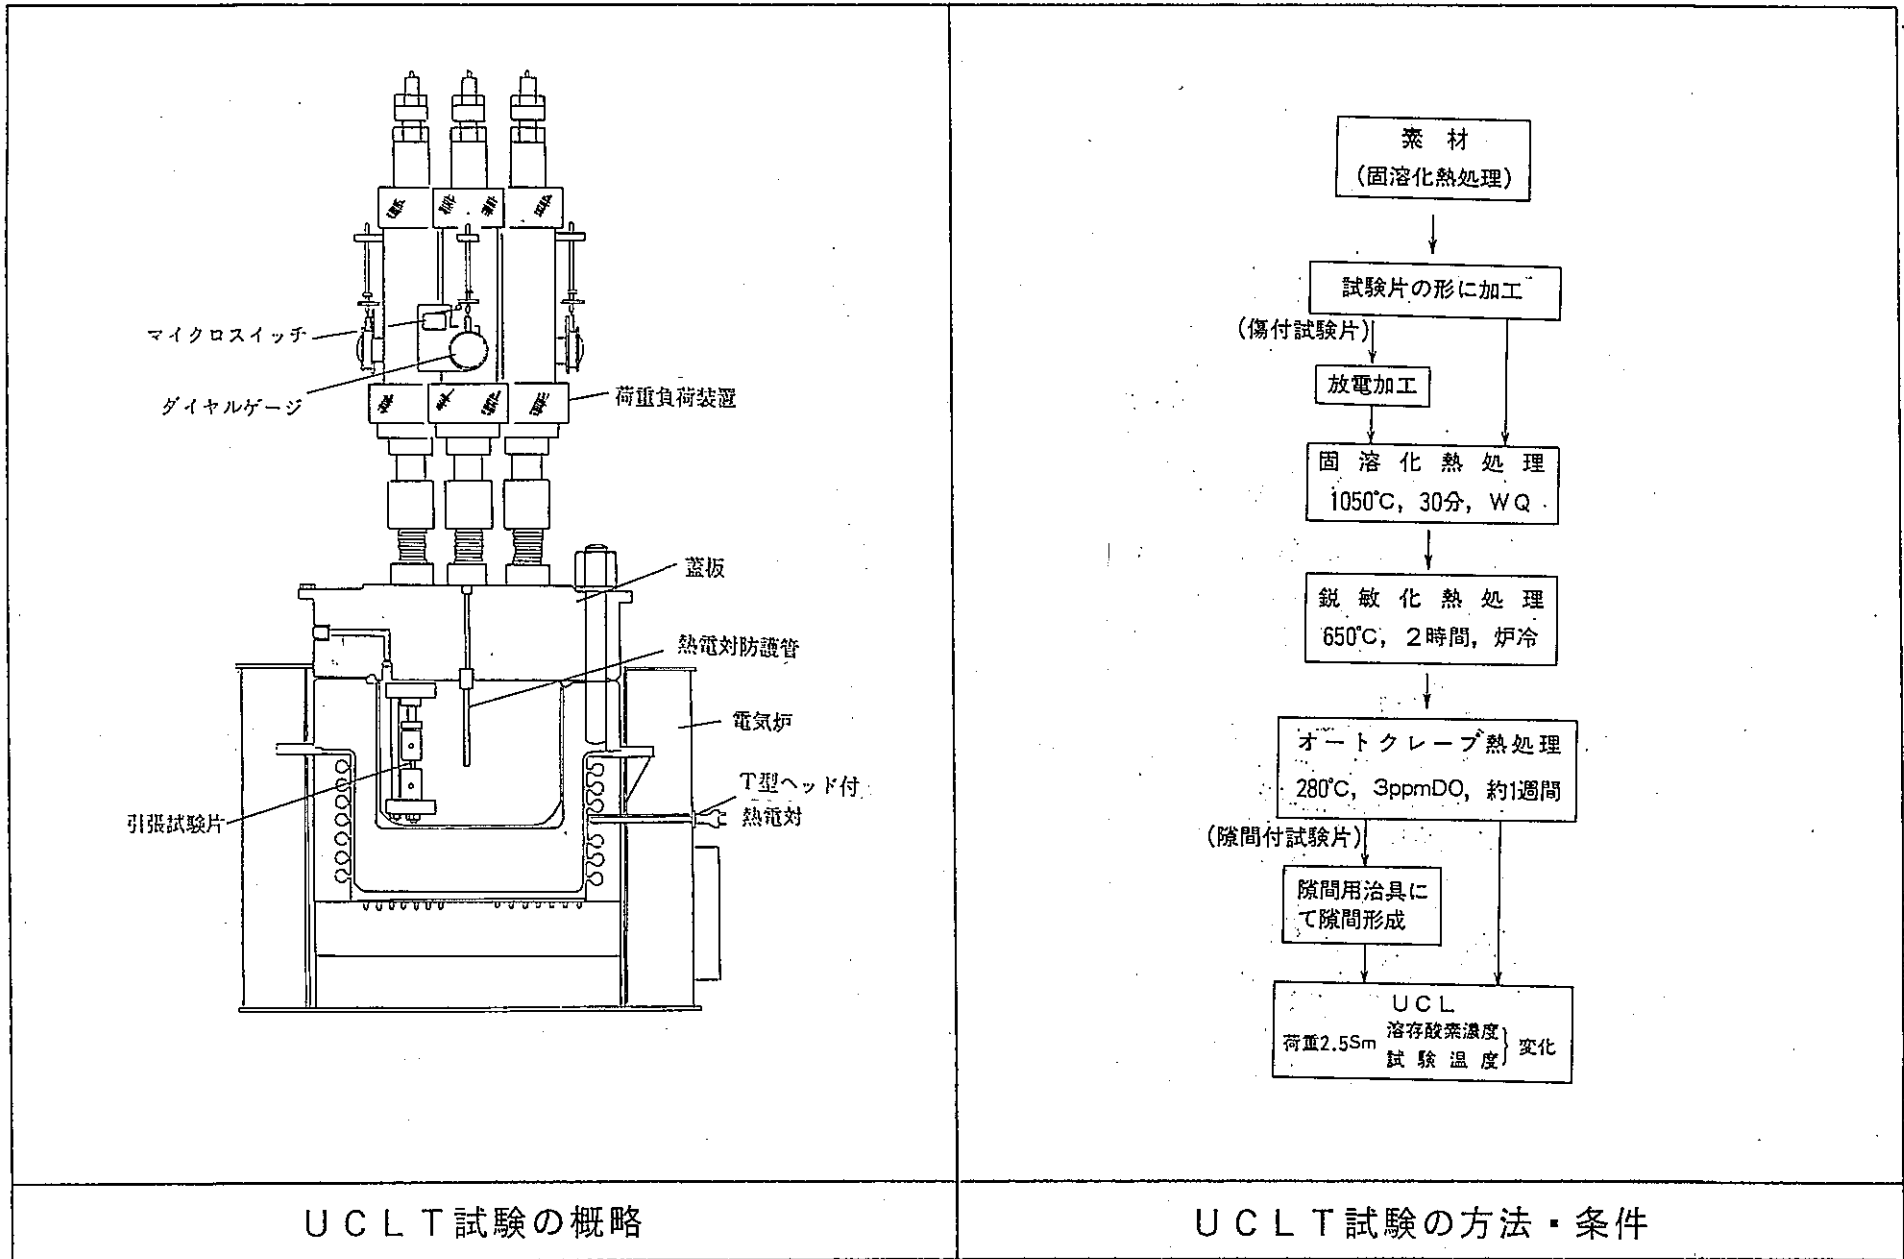 マイクロスイッチ
ダイヤルゲージ
荷重負荷装置
蓋板
熱電対防護管
電気炉
T型ヘッド付
熱電対
引張試験片
UCLT試験の概略
素材
(固溶化熱処理)
試験片の形に加工
(傷付試験片)
放電加工
固溶化熱処理
1050℃, 30分, WQ
鋭敏化熱処理
650℃, 2時間, 炉冷
オートクレーブ熱処理
280℃, 3ppmDO, 約1週間
(隙間付試験片)
隙間用治具に
て隙間形成
UCL
荷重2.5Sm 溶存酸素濃度
試験温度 } 変化
UCLT試験の方法・条件